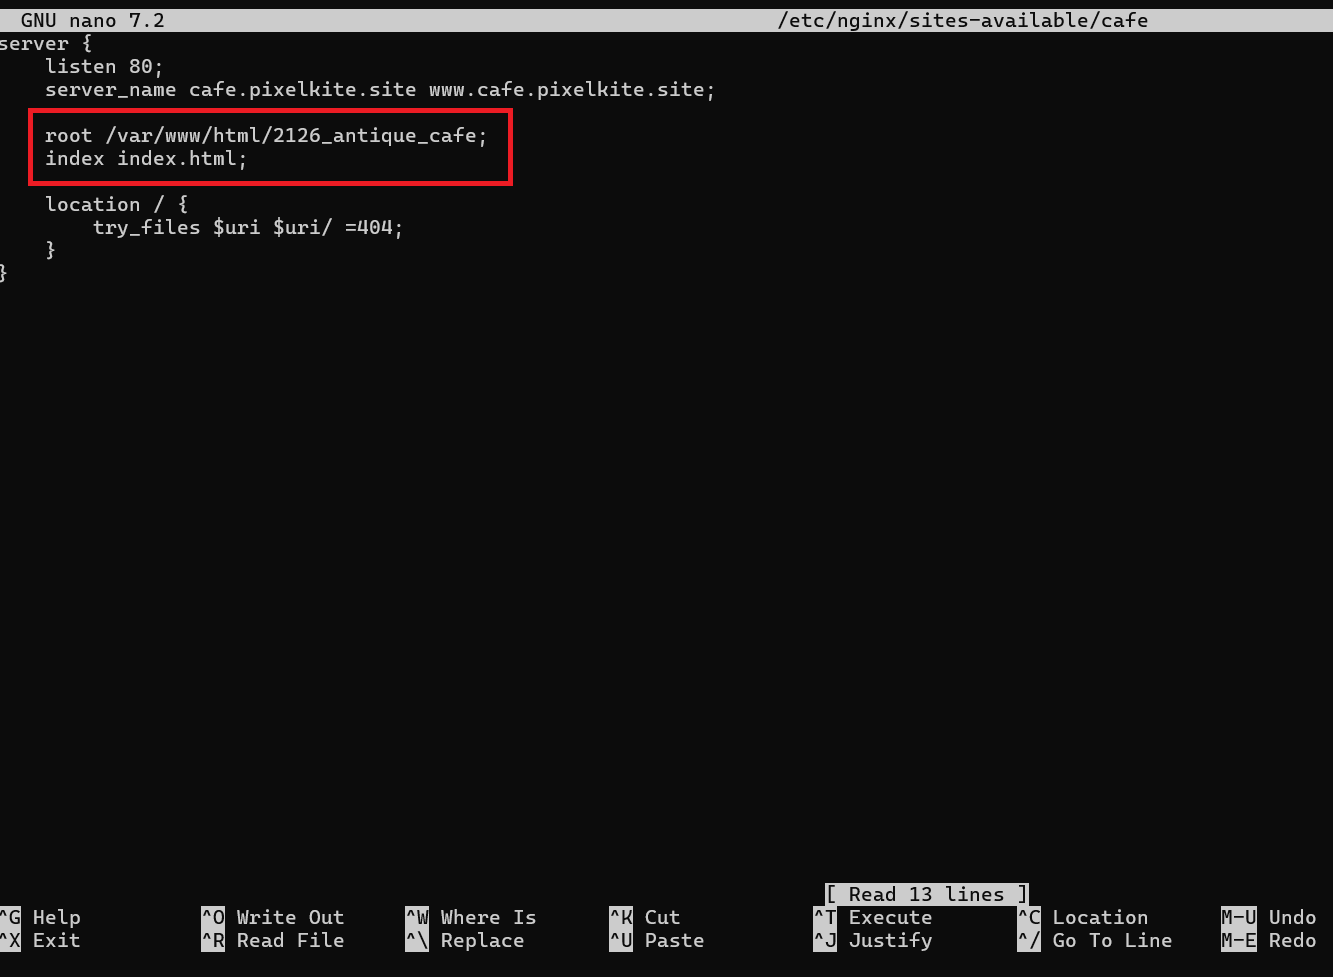 GNU nano 7.2 /etc/nginx/sites-available/cafe
server {
    listen 80;
    server_name cafe.pixelkite.site www.cafe.pixelkite.site;

    root /var/www/html/2126_antique_cafe;
    index index.html;

    location / {
        try_files $uri $uri/ =404;
    }
}
[ Read 13 lines ]
^G Help ^O Write Out ^W Where Is ^K Cut ^T Execute ^C Location M-U Undo
^X Exit ^R Read File ^\ Replace ^U Paste ^J Justify ^/ Go To Line M-E Redo